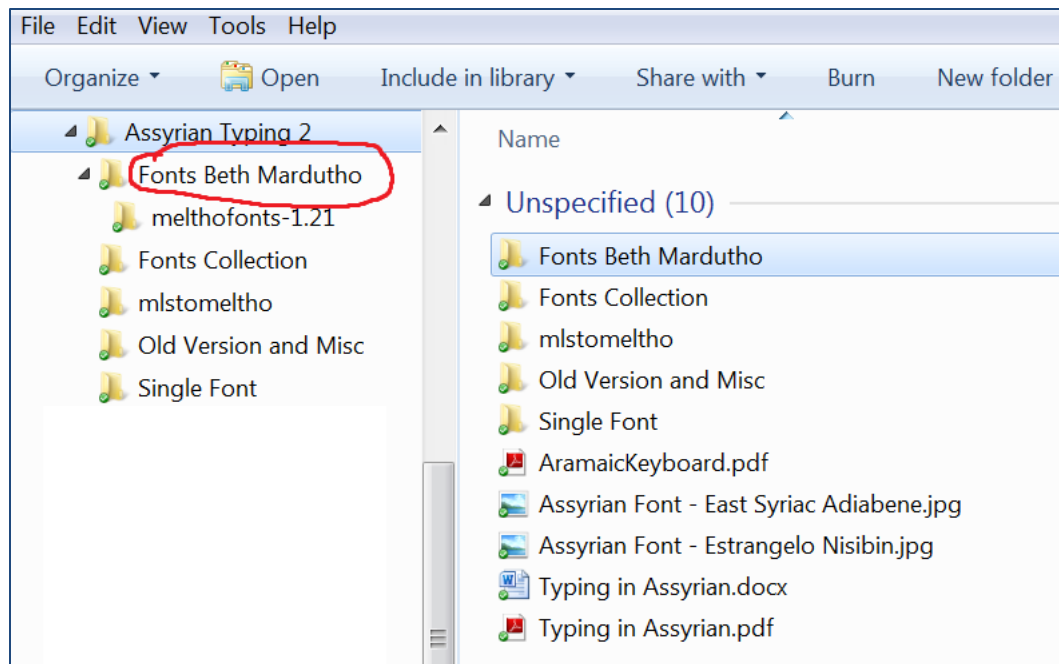 File Edit View Tools Help
Organize Open Include in library Share with Burn New folder
Assyrian Typing 2
Fonts Beth Mardutho
melthofonts-1.21
Fonts Collection
mlstomeltho
Old Version and Misc
Single Font
Name
Unspecified (10)
Fonts Beth Mardutho
Fonts Collection
mlstomeltho
Old Version and Misc
Single Font
AramaicKeyboard.pdf
Assyrian Font - East Syriac Adiabene.jpg
Assyrian Font - Estrangelo Nisibin.jpg
Typing in Assyrian.docx
Typing in Assyrian.pdf